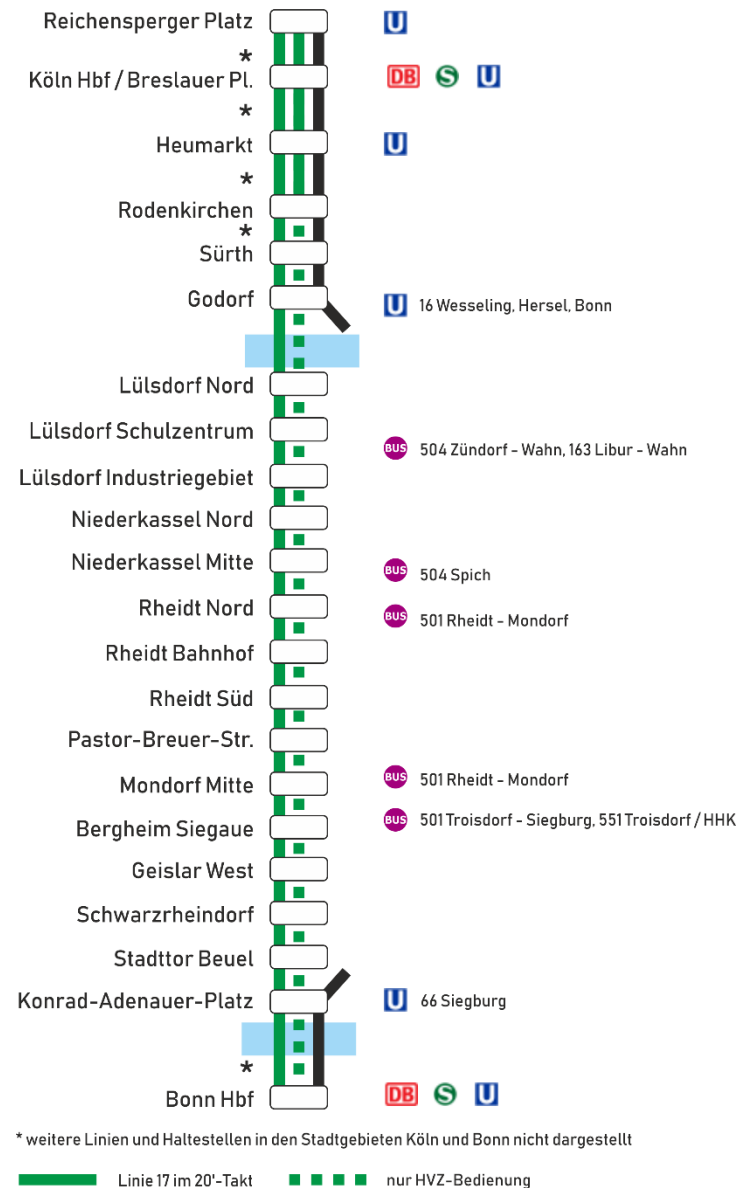 Reichensperger Platz U
*
Köln Hbf / Breslauer Pl. DB S U
*
Heumarkt U
*
Rodenkirchen
*
Sürth
Godorf U 16 Wesseling, Hersel, Bonn
Lülsdorf Nord
Lülsdorf Schulzentrum
BUS 504 Zündorf - Wahn, 163 Libur - Wahn
Lülsdorf Industriegebiet
Niederkassel Nord
Niederkassel Mitte
BUS 504 Spich
Rheidt Nord
BUS 501 Rheidt - Mondorf
Rheidt Bahnhof
Rheidt Süd
Pastor-Breuer-Str.
Mondorf Mitte
BUS 501 Rheidt - Mondorf
Bergheim Siegaue
BUS 501 Troisdorf - Siegburg, 551 Troisdorf / HHK
Geislar West
Schwarzrheindorf
Stadttor Beuel
Konrad-Adenauer-Platz U 66 Siegburg
*
Bonn Hbf DB S U
* weitere Linien und Haltestellen in den Stadtgebieten Köln und Bonn nicht dargestellt
Linie 17 im 20'-Takt nur HVZ-Bedienung